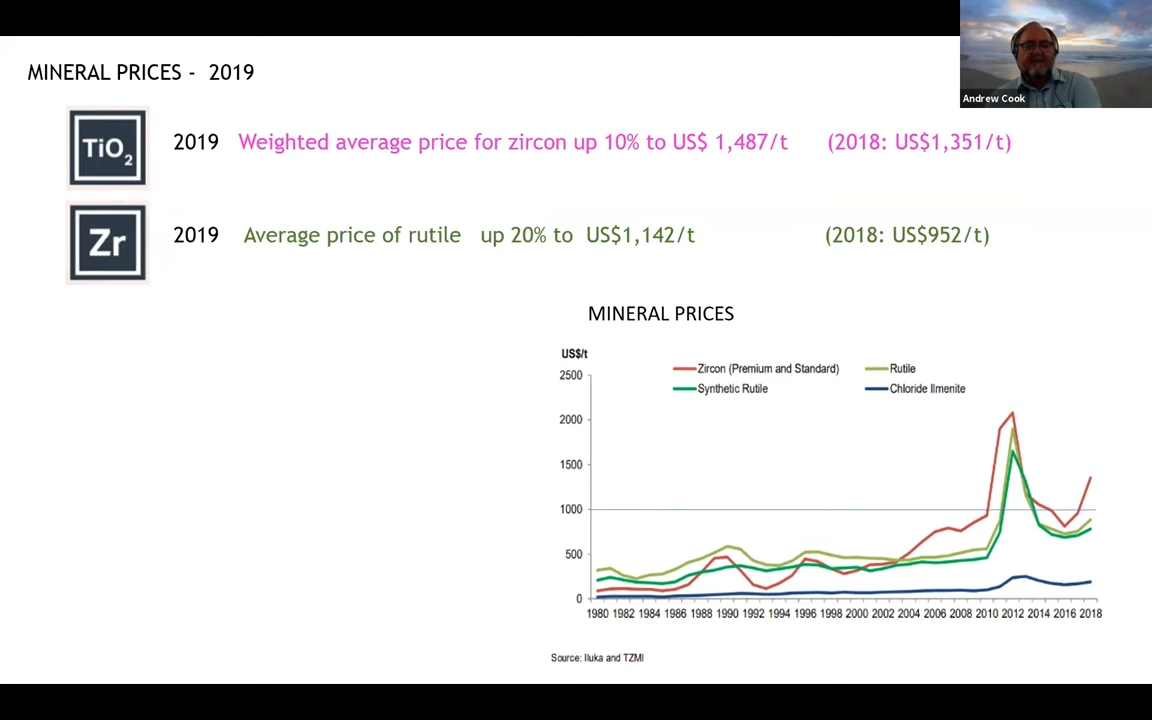 MINERAL PRICES - 2019
Andrew Cook
TiO2
2019 Weighted average price for zircon up 10% to US$ 1,487/t (2018: US$1,351/t)
Zr
2019 Average price of rutile up 20% to US$1,142/t (2018: US$952/t)
MINERAL PRICES
US$/t
Zircon (Premium and Standard) Rutile
Synthetic Rutile Chloride Ilmenite
2500
2000
1500
1000
500
0
1980 1982 1984 1986 1988 1990 1992 1994 1996 1998 2000 2002 2004 2006 2008 2010 2012 2014 2016 2018
Source: Iluka and TZMI